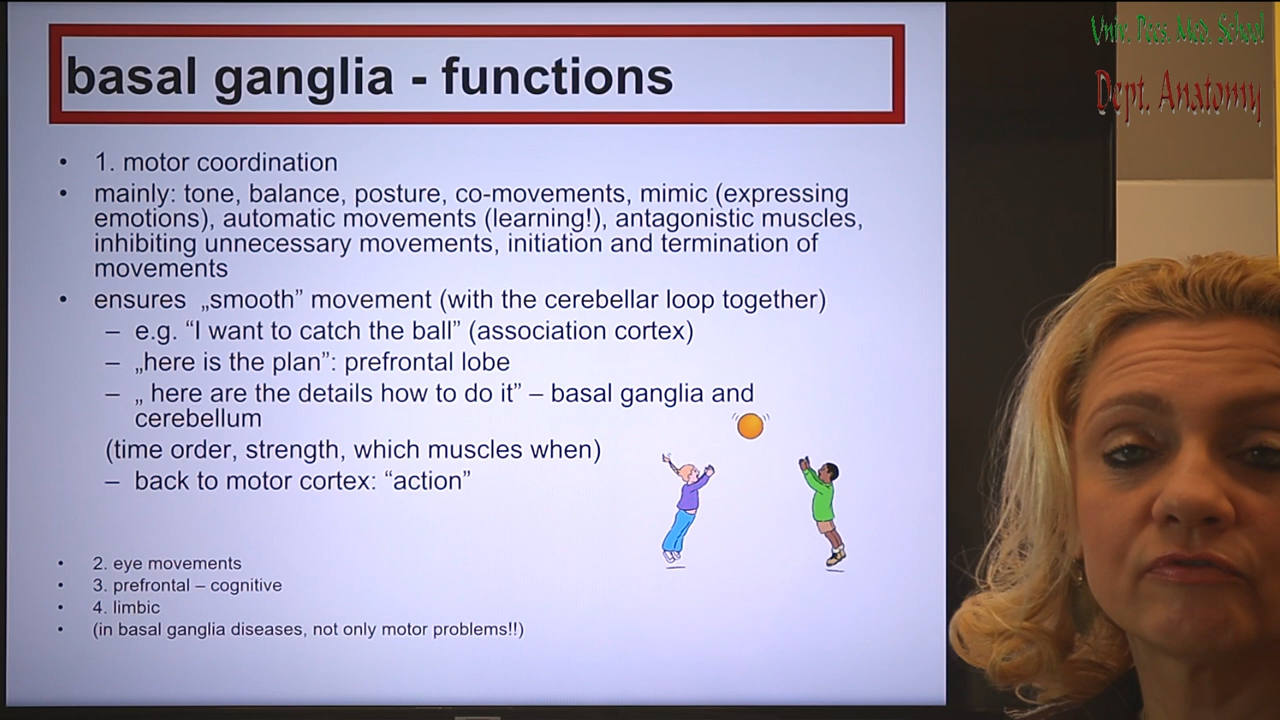 Univ. Pecs. Med. School
Dept. Anatomy
basal ganglia - functions
• 1. motor coordination
• mainly: tone, balance, posture, co-movements, mimic (expressing
emotions), automatic movements (learning!), antagonistic muscles,
inhibiting unnecessary movements, initiation and termination of
movements
• ensures „smooth” movement (with the cerebellar loop together)
– e.g. “I want to catch the ball” (association cortex)
– „here is the plan”: prefrontal lobe
– „ here are the details how to do it” – basal ganglia and
cerebellum
(time order, strength, which muscles when)
– back to motor cortex: “action”
• 2. eye movements
• 3. prefrontal – cognitive
• 4. limbic
• (in basal ganglia diseases, not only motor problems!!)